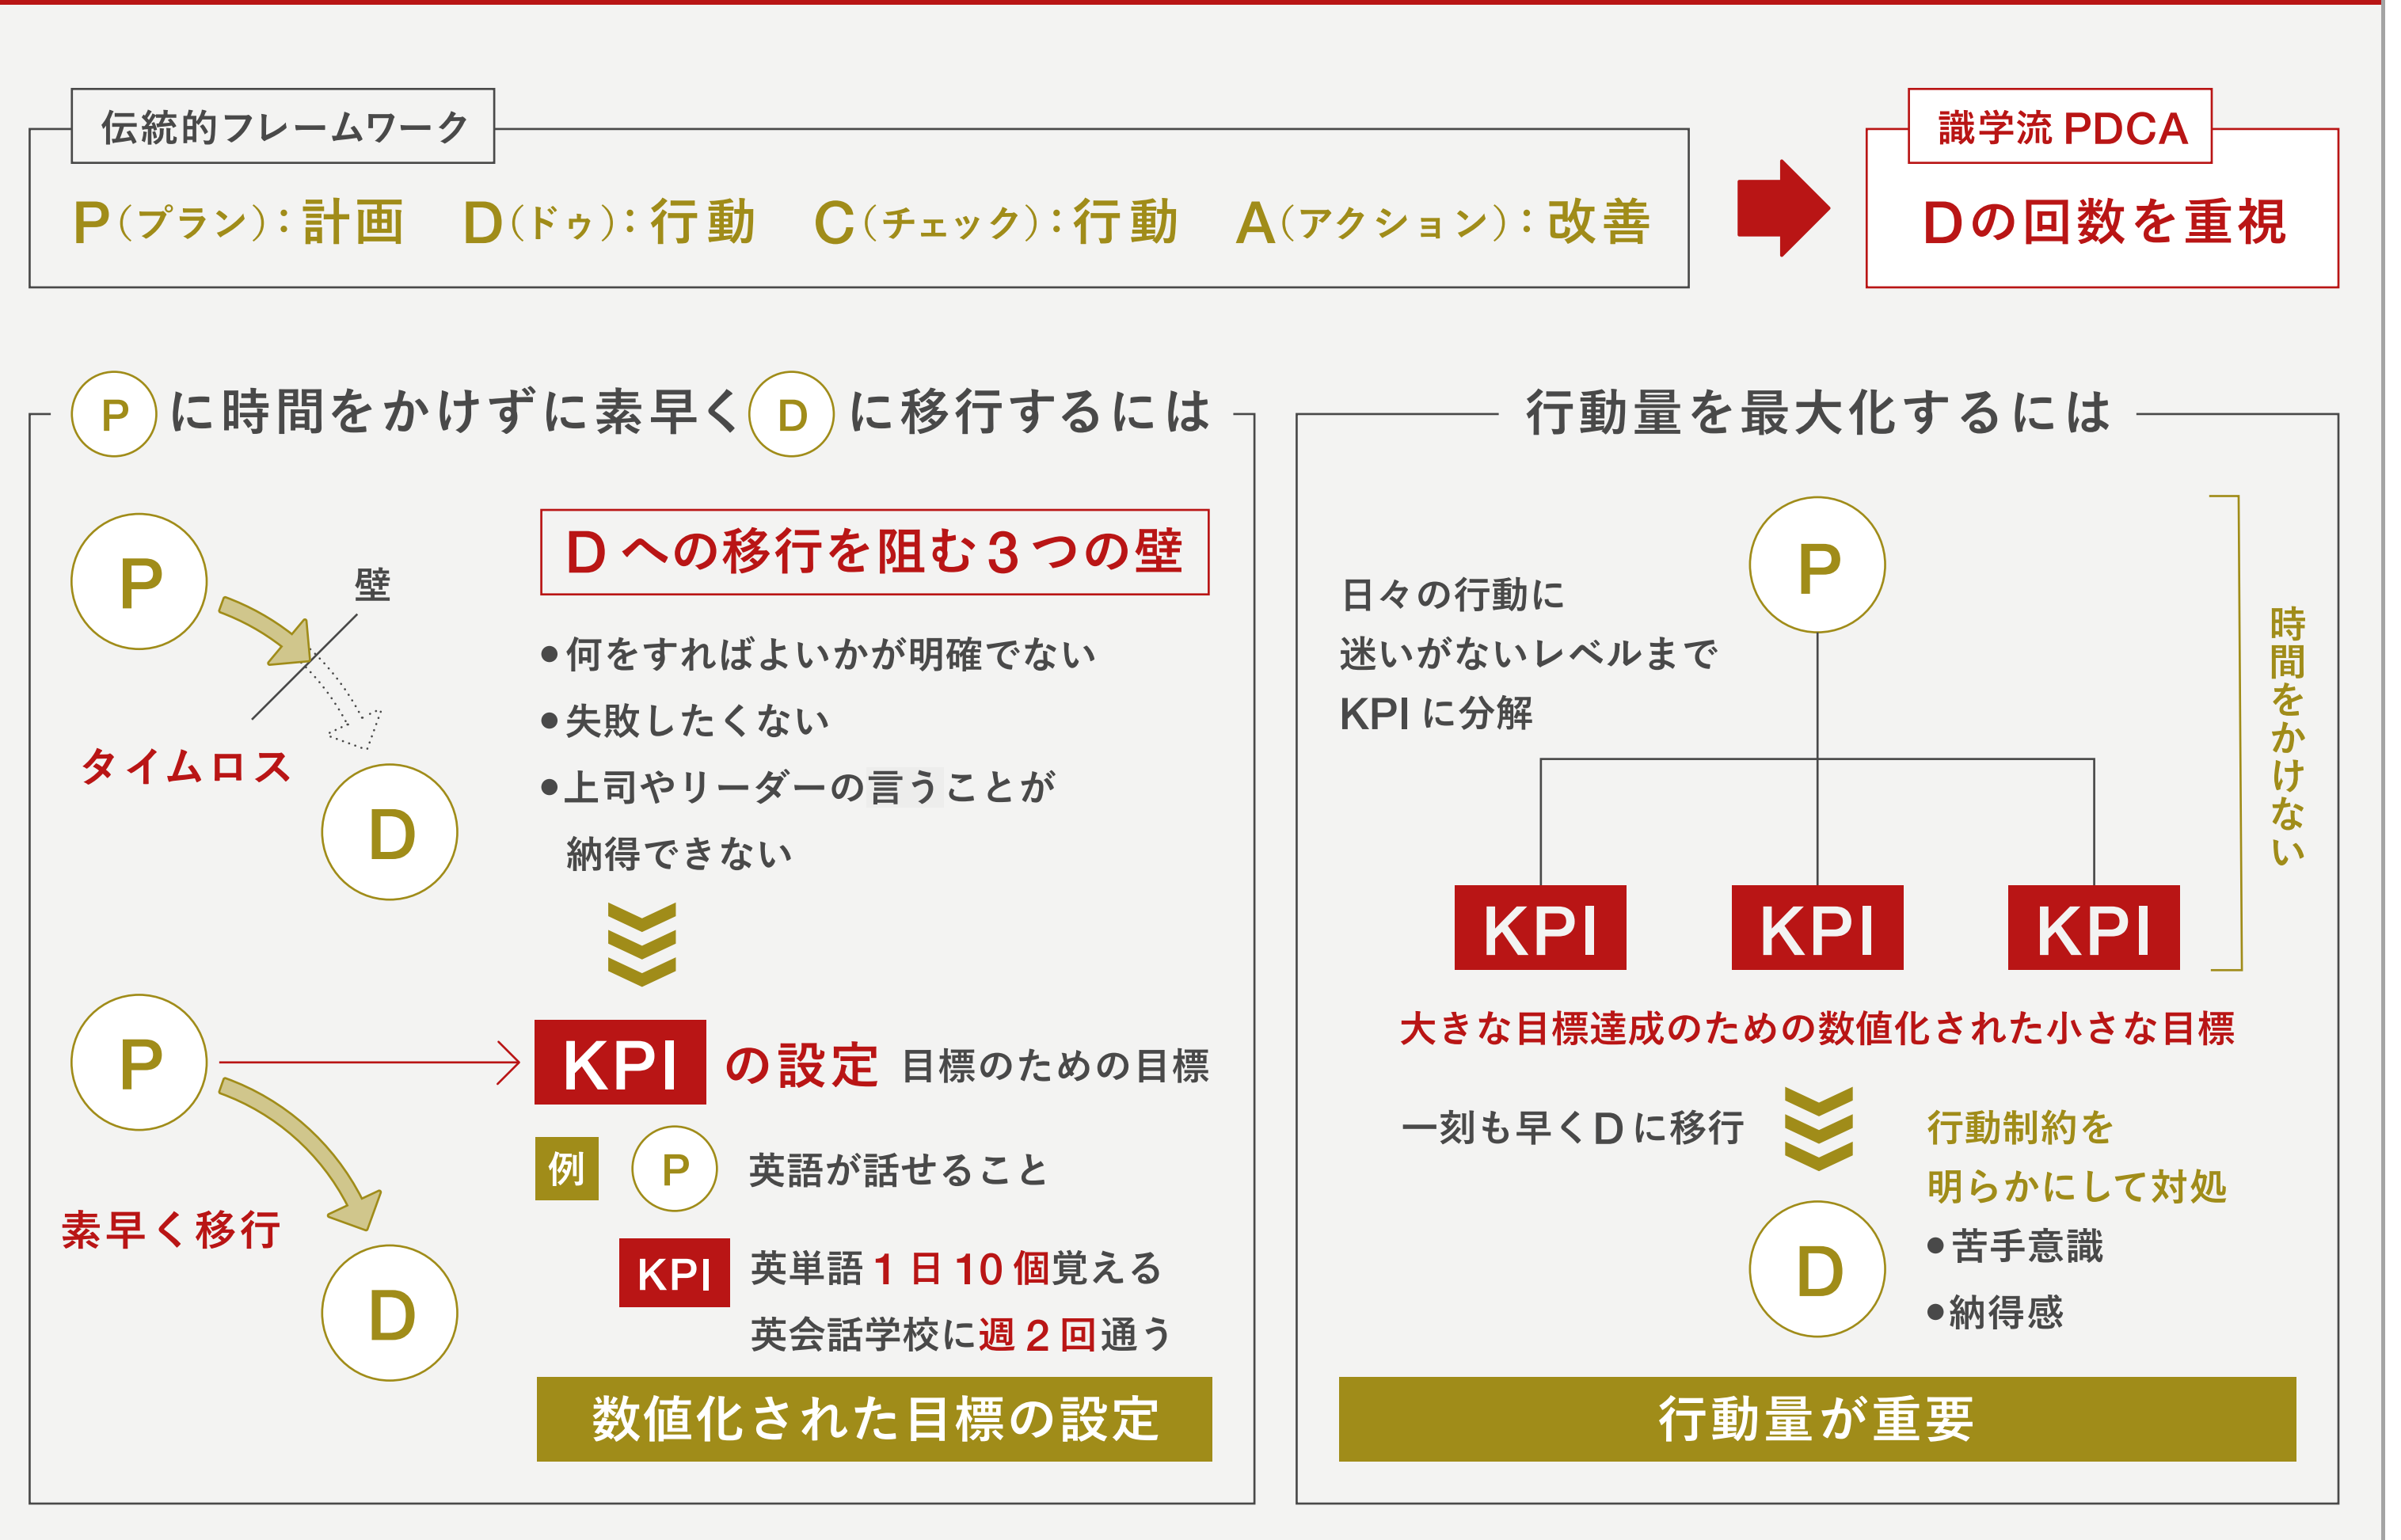 伝統的フレームワーク
P（プラン）：計画 D（ドゥ）：行動 C（チェック）：行動 A（アクション）：改善
識学流 PDCA
Dの回数を重視
P に時間をかけずに素早く D に移行するには
P
壁
タイムロス
D
D への移行を阻む3つの壁
●何をすればよいかが明確でない
●失敗したくない
●上司やリーダーの言うことが
納得できない
P
KPI の設定 目標のための目標
素早く移行
D
例 P 英語が話せること
KPI 英単語1日10個覚える
英会話学校に週2回通う
数値化された目標の設定
行動量を最大化するには
P
日々の行動に
迷いがないレベルまで
KPIに分解
時間をかけない
KPI KPI KPI
大きな目標達成のための数値化された小さな目標
一刻も早くDに移行
行動制約を
明らかにして対処
D
●苦手意識
●納得感
行動量が重要